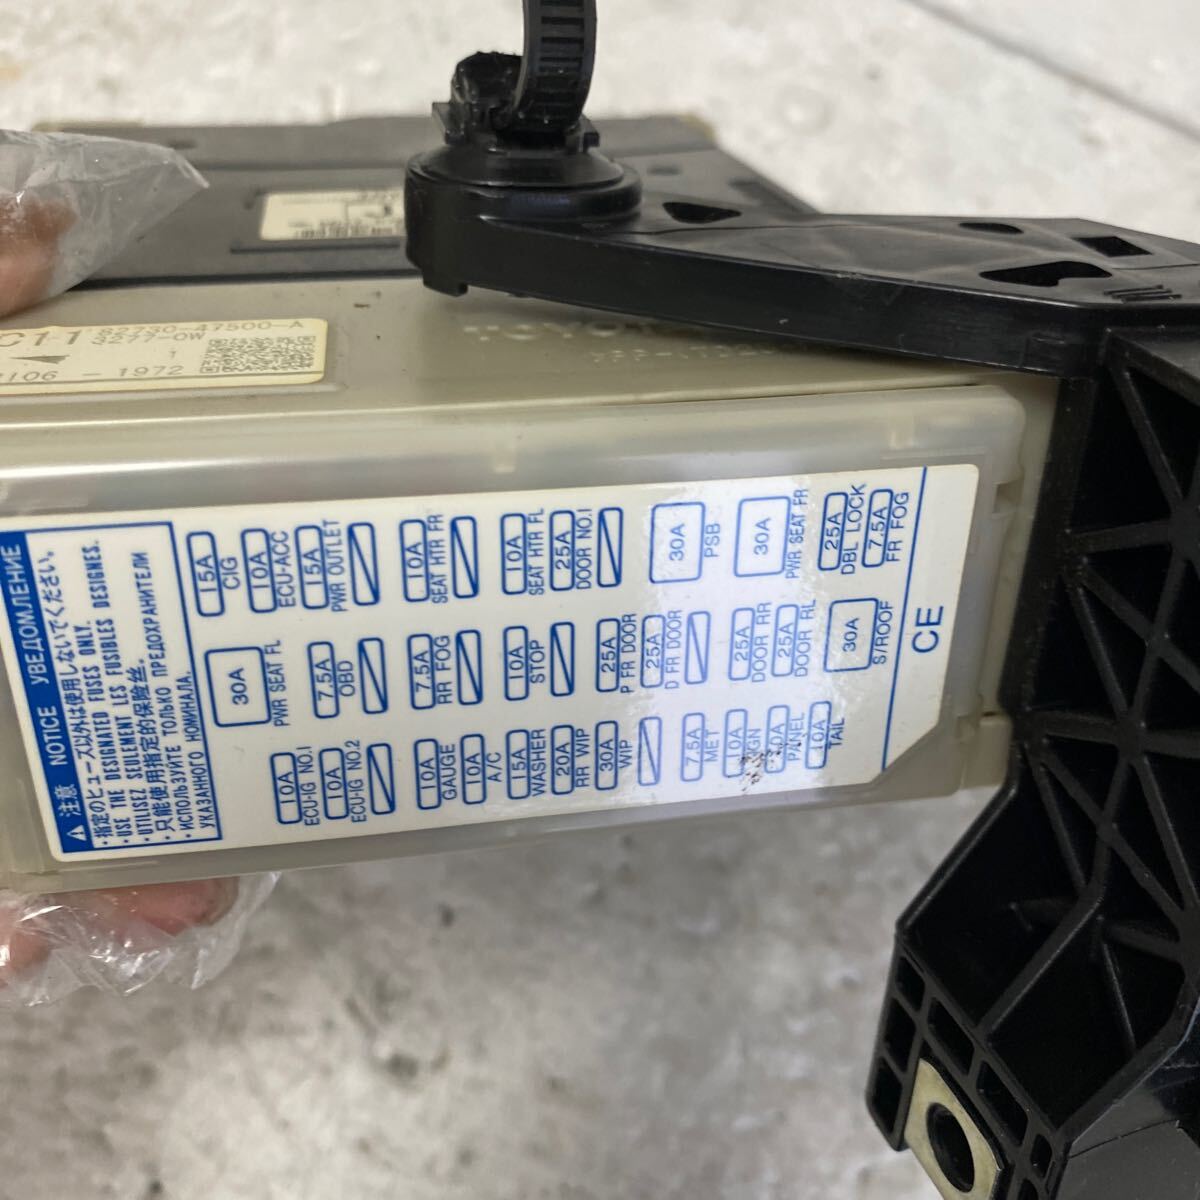 C11 82730-47500-A
3277-0W
1
2106 - 1972
TOYOTA
注意 NOTICE УВЕДОМЛЕНИЕ
・指定のヒューズ以外は使用しないでください。
・USE THE DESIGNATED FUSES ONLY.
・UTILISEZ SEULEMENT LES FUSIBLES DESIGNES.
・只能使用指定的保险丝.
・ИСПОЛЬЗУЙТЕ ТОЛЬКО ПРЕДОХРАНИТЕЛИ
УКАЗАННОГО НОМИНАЛА.
15A
CIG
10A
ECU-ACC
15A
PWR OUTLET
10A
SEAT HTR FR
10A
SEAT HTR FL
25A
DOOR NO.1
30A
PSB
30A
PWR SEAT FR
25A
DBL LOCK
7.5A
FR FOG
30A
PWR SEAT FL
7.5A
OBD
7.5A
RR FOG
10A
STOP
25A
P FR DOOR
25A
D FR DOOR
25A
DOOR RR
25A
DOOR RL
30A
S/ROOF
10A
ECU-IG NO.1
10A
ECU-IG NO.2
10A
GAUGE
10A
A/C
15A
WASHER
20A
RR WIP
30A
WIP
7.5A
MET
PANEL
10A
TAIL
CE